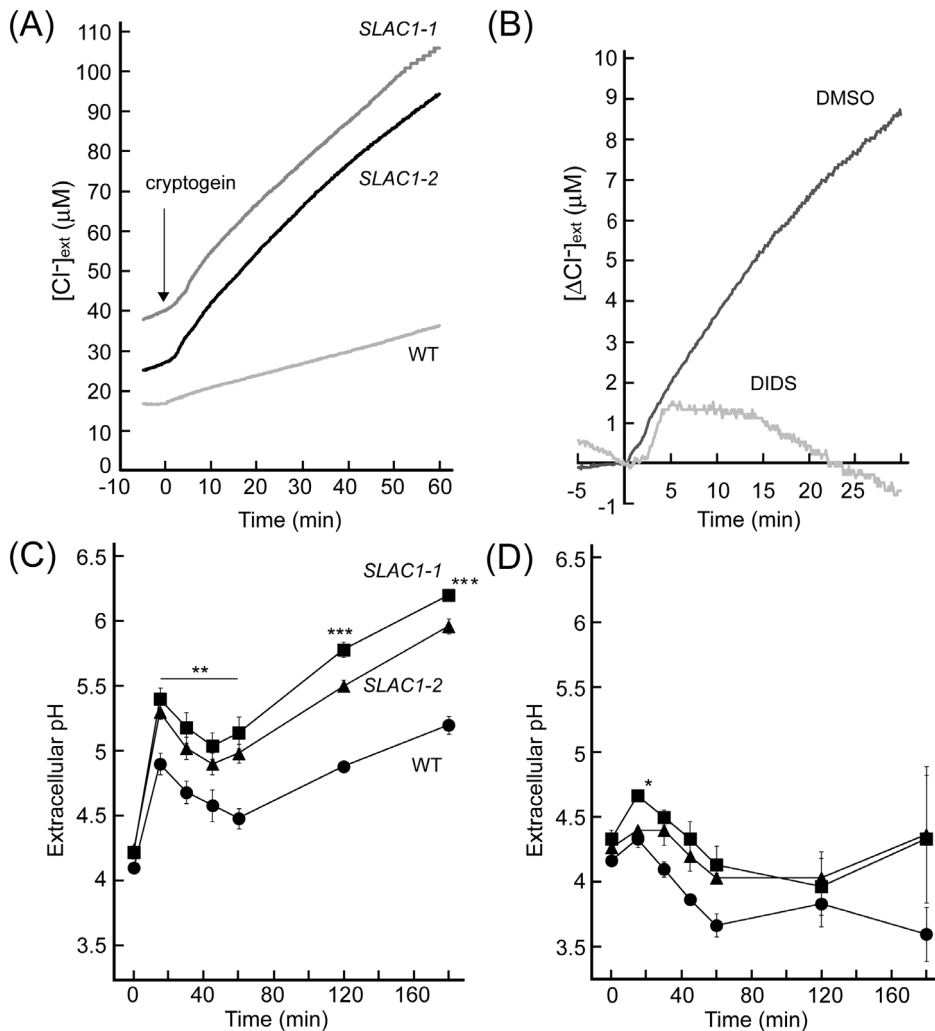 (A)
SLAC1-1
SLAC1-2
cryptogein
WT
[Cl⁻]ext (μM)
110
100
90
80
70
60
50
40
30
20
10
0
-10 0 10 20 30 40 50 60
Time (min)
(B)
DMSO
DIDS
[ΔCl⁻]ext (μM)
10
9
8
7
6
5
4
3
2
1
-1
-5 5 10 15 20 25
Time (min)
(C)
SLAC1-1
***
***
**
SLAC1-2
WT
Extracellular pH
6.5
6
5.5
5
4.5
4
3.5
0 40 80 120 160
Time (min)
(D)
*
Extracellular pH
6.5
6
5.5
5
4.5
4
3.5
0 40 80 120 160
Time (min)